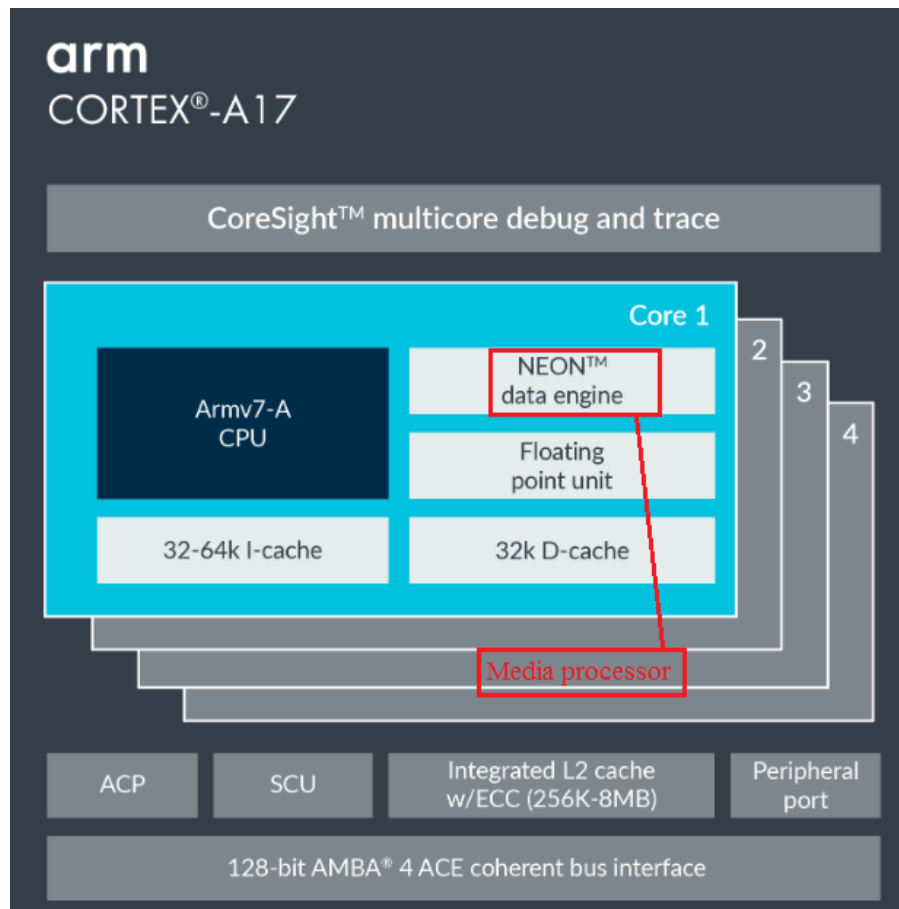 arm
CORTEX®-A17
CoreSight™ multicore debug and trace
Core 1
2
3
4
Armv7-A
CPU
NEON™
data engine
Floating
point unit
32-64k I-cache
32k D-cache
Media processor
ACP
SCU
Integrated L2 cache
w/ECC (256K-8MB)
Peripheral
port
128-bit AMBA® 4 ACE coherent bus interface